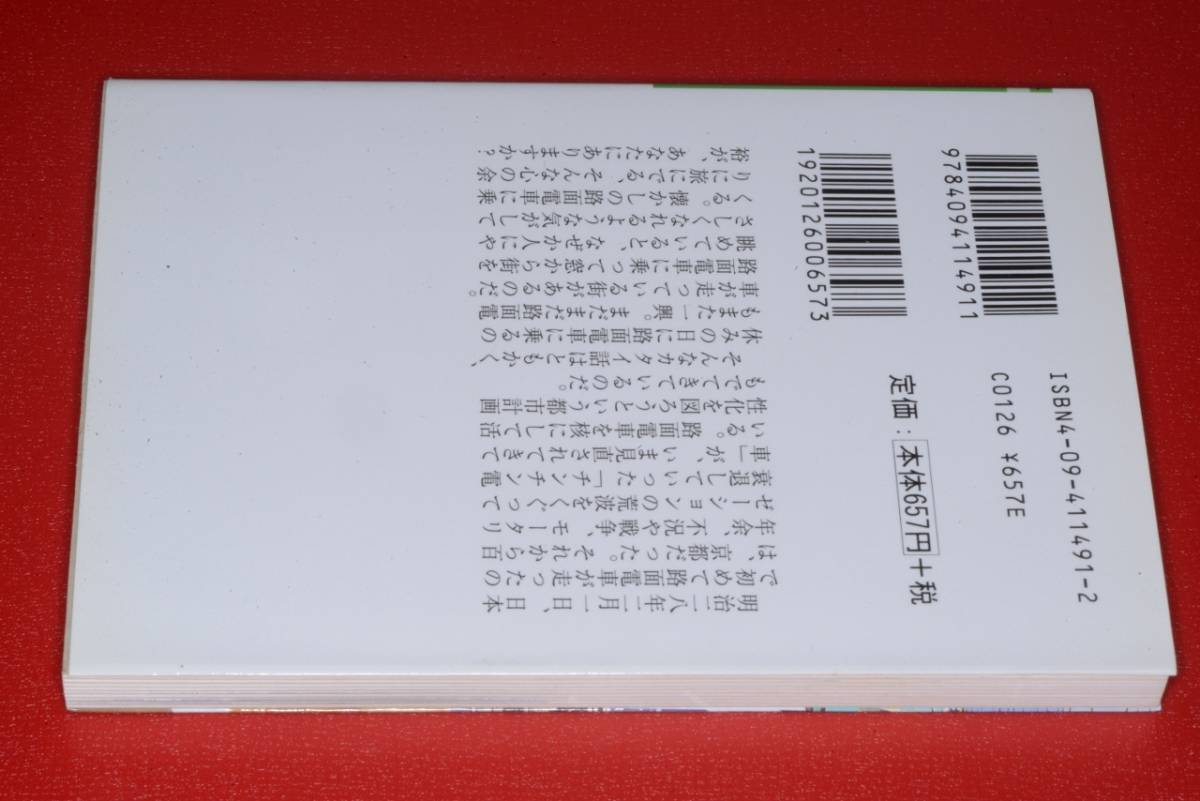 9784094114911
1920126006573
ISBN4-09-411491-2
C0126 ¥657E
定価:本体657円+税
明治二八年二月一日、日本
で初めて路面電車が走ったの
は、京都だった。それから百
年余、不況や戦争、モータリ
ゼーションの荒波をくぐって
衰退していった「チンチン電
車」が、いま見直されてきて
いる。路面電車を核にして活
性化を図ろうという都市計画
もでてきているのだ。
そんなカタイ話はともかく、
休みの日に路面電車に乗るの
もまた一興。まだまだ路面電
車が走っている街があるのだ。
路面電車に乗って窓から街を
眺めていると、なぜか人にや
さしくなれるような気がして
くる。懐かしの路面電車に乗
りに旅にでる、そんな心の余
裕が、あなたにありますか?